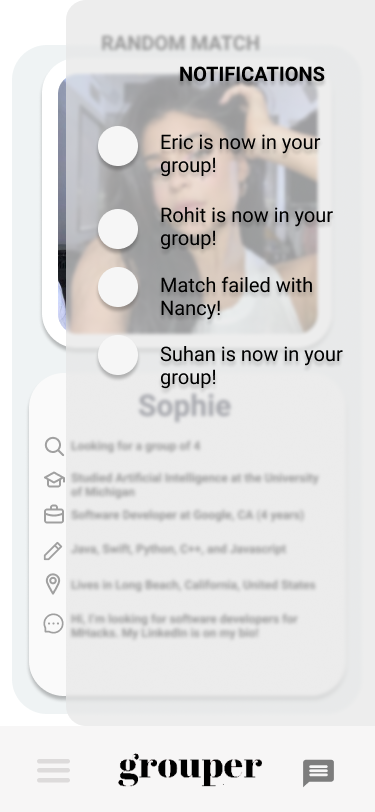 RANDOM MATCH
NOTIFICATIONS
Eric is now in your
group!
Rohit is now in your
group!
Match failed with
Nancy!
Suhan is now in your
group!
Sophie
Looking for a group of 4
Studied Artificial Intelligence at the University
of Michigan
Software Developer at Google, CA (4 years)
Java, Swift, Python, C++, and Javascript
Lives in Long Beach, California, United States
Hi, I'm looking for software developers for
MHacks. My LinkedIn is on my bio!
grouper